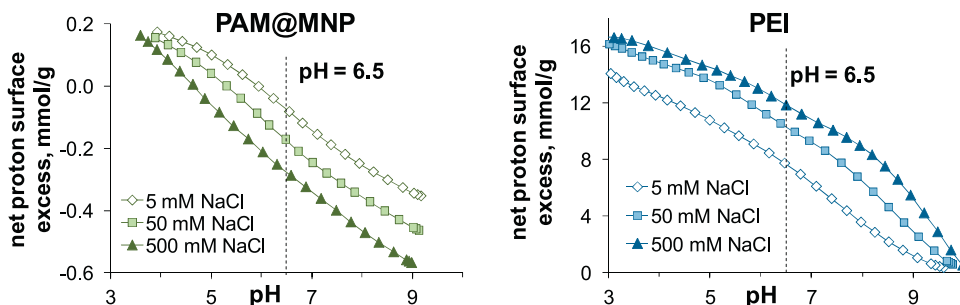 PAM@MNP
net proton surface
excess, mmol/g
0.2
0.0
-0.2
-0.4
-0.6
pH = 6.5
5 mM NaCl
50 mM NaCl
500 mM NaCl
3
5
pH
7
9
PEI
net proton surface
excess, mmol/g
16
12
8
4
0
pH = 6.5
5 mM NaCl
50 mM NaCl
500 mM NaCl
3
5
pH
7
9